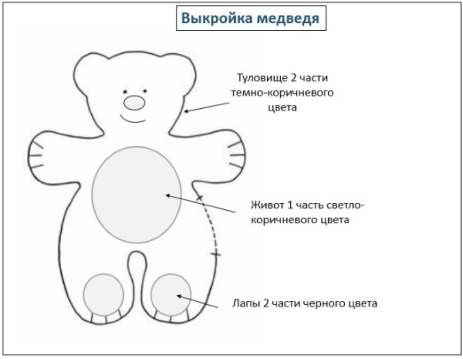 Выкройка медведя
Туловище 2 части
темно-коричневого
цвета
Живот 1 часть светло-
коричневого цвета
Лапы 2 части черного цвета